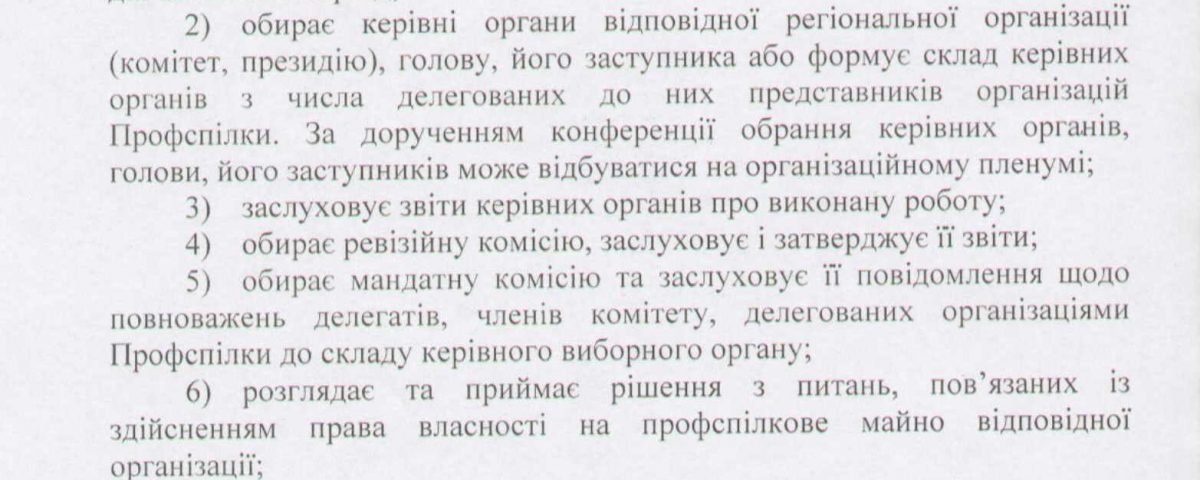 2) обирає керівні органи відповідної регіональної організації
(комітет, президію), голову, його заступника або формує склад керівних
органів з числа делегованих до них представників організацій
Профспілки. За дорученням конференції обрання керівних органів,
голови, його заступників може відбуватися на організаційному пленумі;
3) заслуховує звіти керівних органів про виконану роботу;
4) обирає ревізійну комісію, заслуховує і затверджує її звіти;
5) обирає мандатну комісію та заслуховує її повідомлення щодо
повноважень делегатів, членів комітету, делегованих організаціями
Профспілки до складу керівного виборного органу;
6) розглядає та приймає рішення з питань, пов’язаних із
здійсненням права власності на профспілкове майно відповідної
організації;